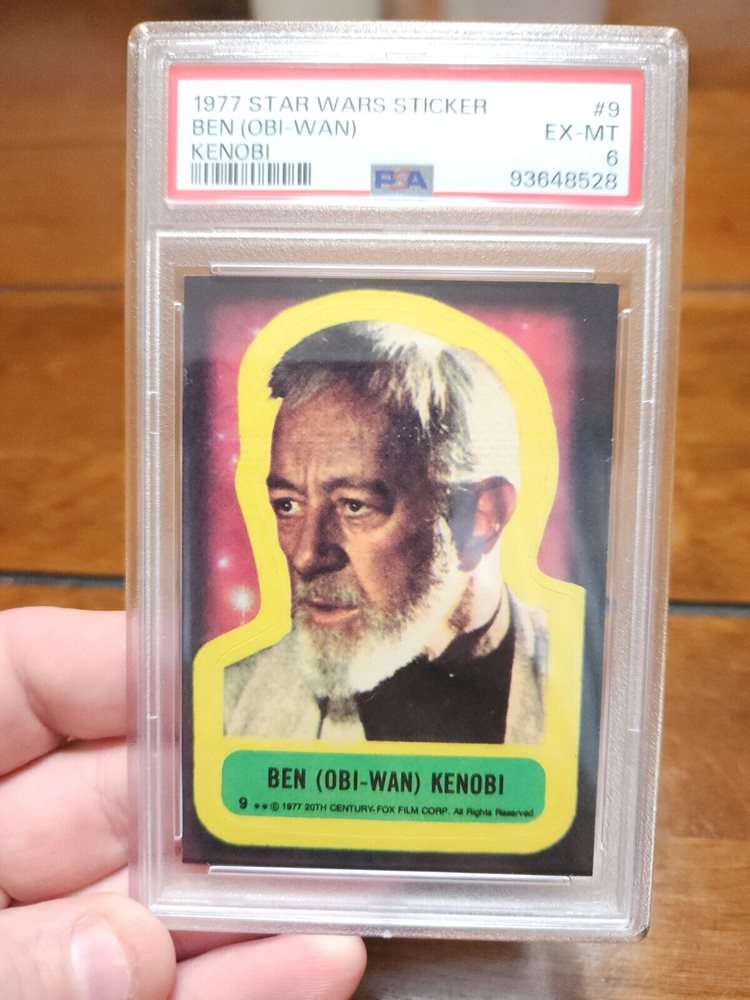 1977 STAR WARS STICKER #9
BEN (OBI-WAN) EX-MT
KENOBI 6
PSA 93648528
BEN (OBI-WAN) KENOBI
9 ** © 1977 20TH CENTURY-FOX FILM CORP. All Rights Reserved